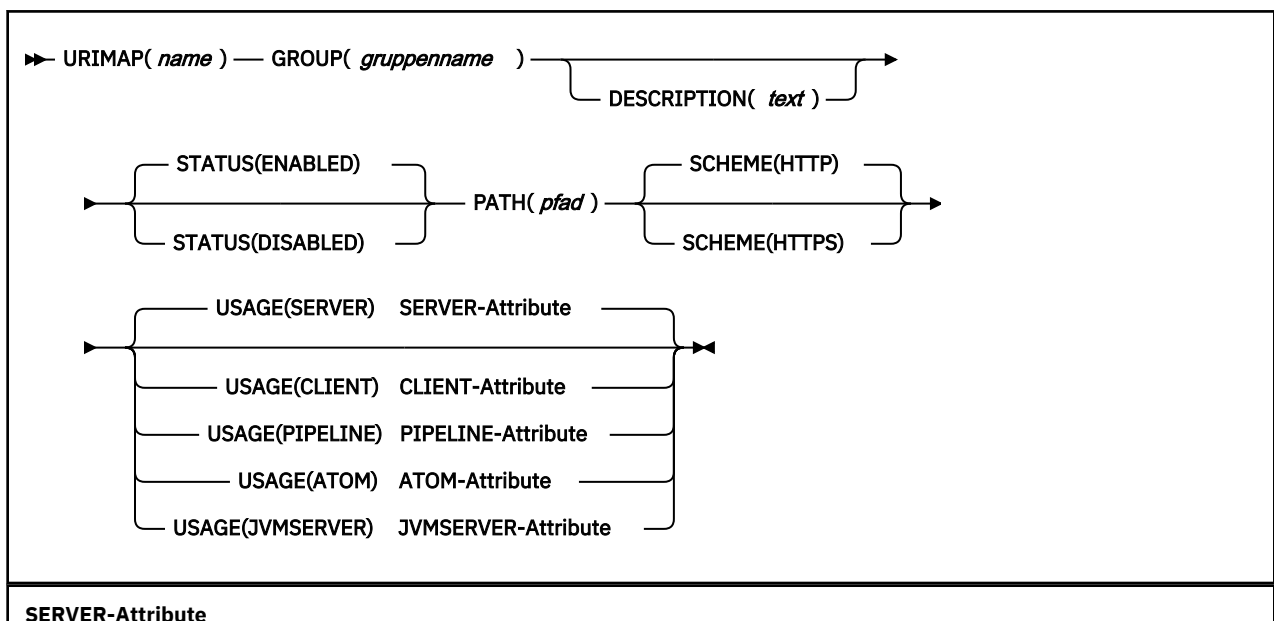 URIMAP( name ) GROUP( gruppenname )
DESCRIPTION( text )
STATUS(ENABLED)
SCHEME(HTTP)
PATH( pfad )
STATUS(DISABLED)
SCHEME(HTTPS)
USAGE(SERVER) SERVER-Attribute
USAGE(CLIENT) CLIENT-Attribute
USAGE(PIPELINE) PIPELINE-Attribute
USAGE(ATOM) ATOM-Attribute
USAGE(JVMSERVER) JVMSERVER-Attribute
SERVER-Attribute